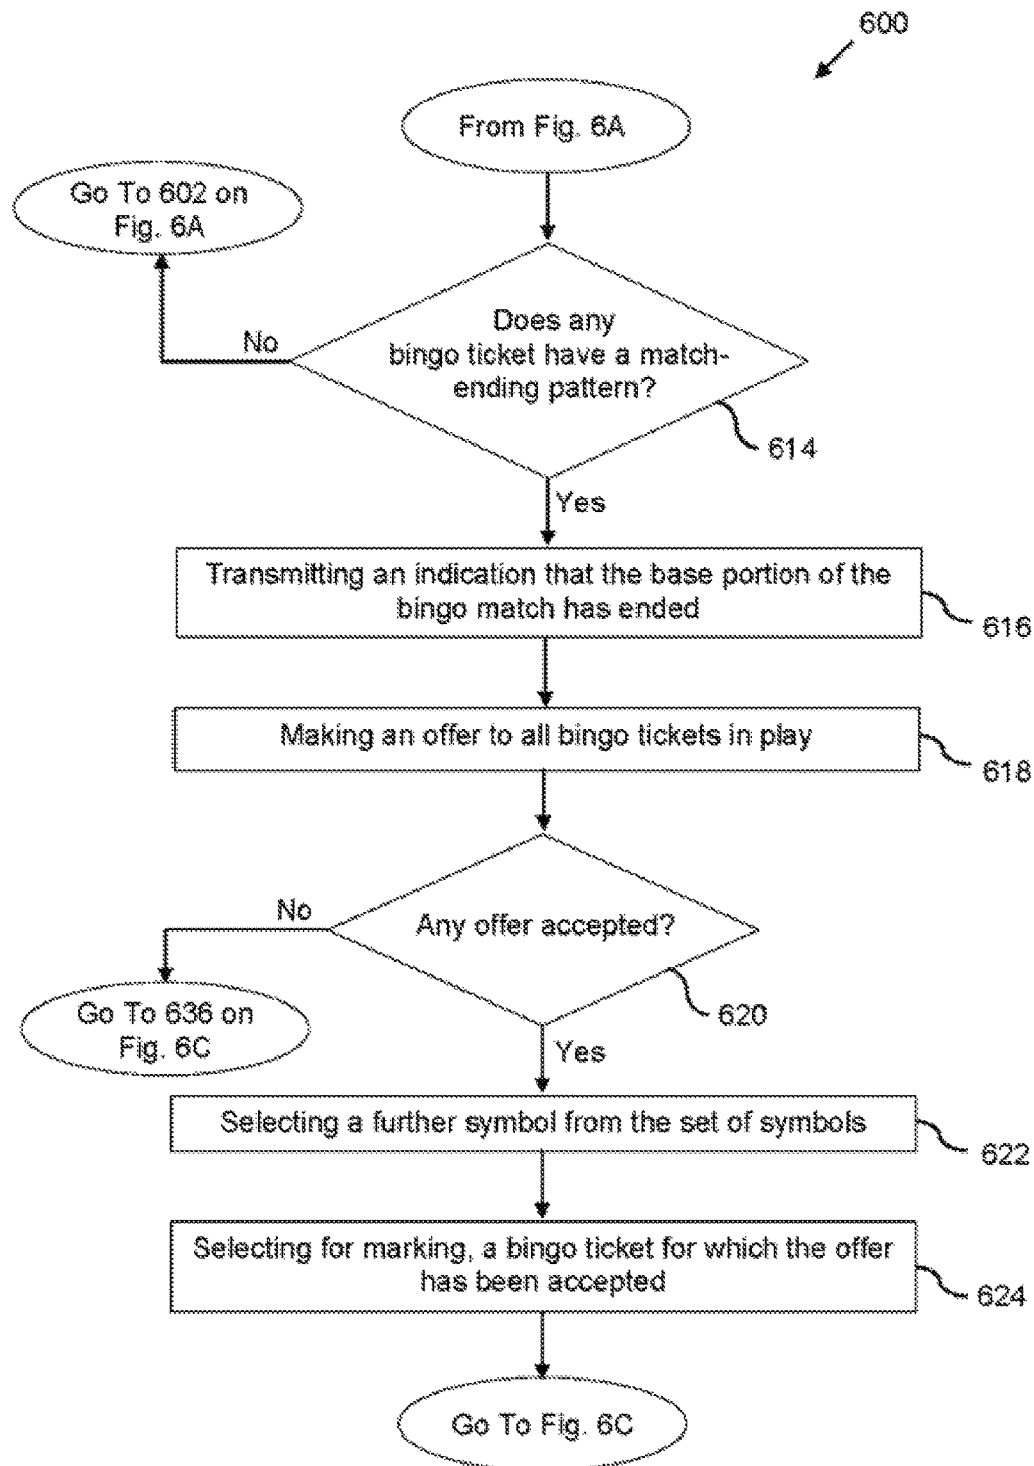 600
From Fig. 6A
Go To 602 on
Fig. 6A
Does any
bingo ticket have a match-
ending pattern?
No
614
Yes
Transmitting an indication that the base portion of the
bingo match has ended
616
Making an offer to all bingo tickets in play
618
No
Any offer accepted?
620
Go To 636 on
Fig. 6C
Yes
Selecting a further symbol from the set of symbols
622
Selecting for marking, a bingo ticket for which the offer
has been accepted
624
Go To Fig. 6C